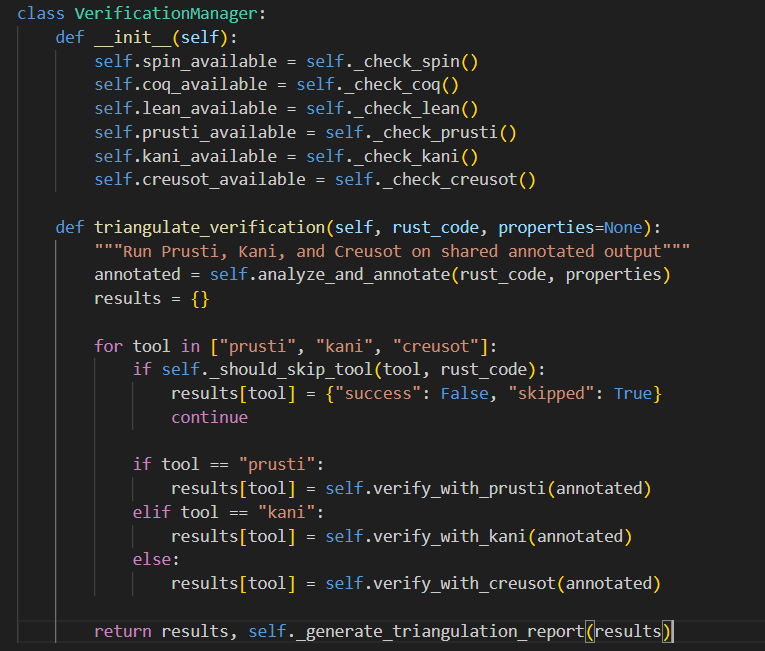 class VerificationManager:
    def __init__(self):
        self.spin_available = self._check_spin()
        self.coq_available = self._check_coq()
        self.lean_available = self._check_lean()
        self.prusti_available = self._check_prusti()
        self.kani_available = self._check_kani()
        self.creusot_available = self._check_creusot()

    def triangulate_verification(self, rust_code, properties=None):
        """Run Prusti, Kani, and Creusot on shared annotated output"""
        annotated = self.analyze_and_annotate(rust_code, properties)
        results = {}

        for tool in ["prusti", "kani", "creusot"]:
            if self._should_skip_tool(tool, rust_code):
                results[tool] = {"success": False, "skipped": True}
                continue

            if tool == "prusti":
                results[tool] = self.verify_with_prusti(annotated)
            elif tool == "kani":
                results[tool] = self.verify_with_kani(annotated)
            else:
                results[tool] = self.verify_with_creusot(annotated)

        return results, self._generate_triangulation_report(results)